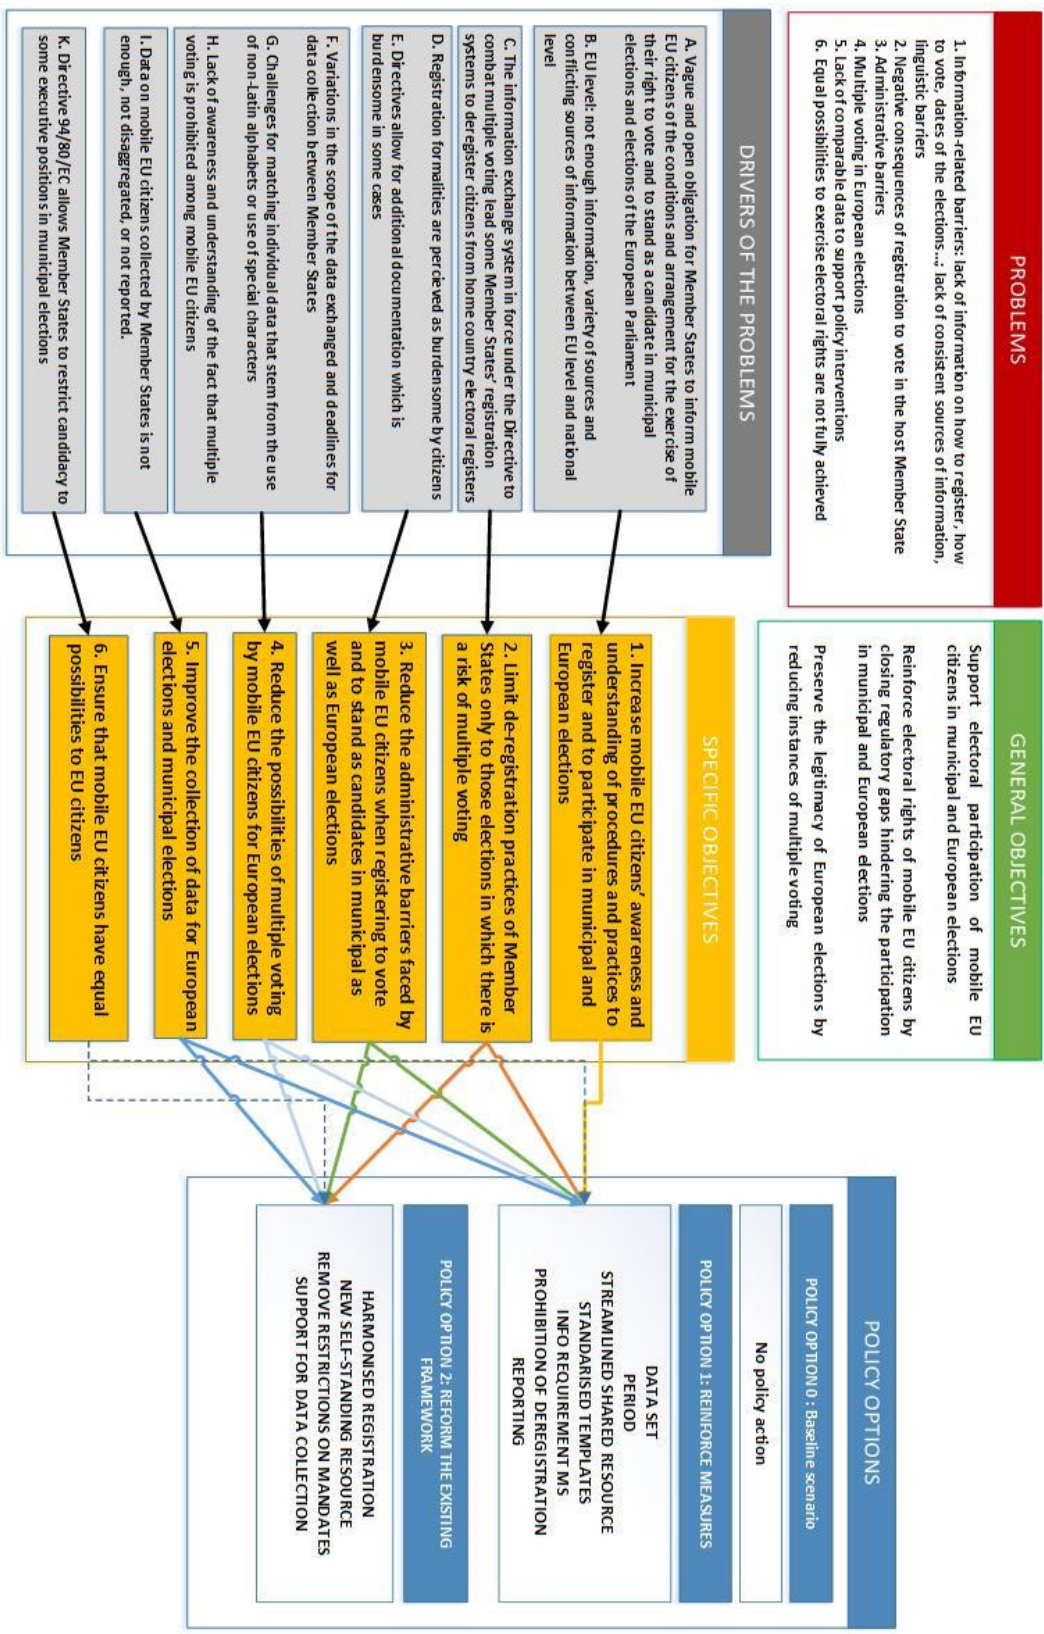 PROBLEMS
1. Information-related barriers: lack of information on how to register, how
to vote, dates of the elections...; lack of consistent sources of information,
linguistic barriers
2. Negative consequences of registration to vote in the host Member State
3. Administrative barriers
4. Multiple voting in European elections
5. Lack of comparable data to support policy interventions
6. Equal possibilities to exercise electoral rights are not fully achieved
GENERAL OBJECTIVES
Support electoral participation of mobile EU
citizens in municipal and European elections
Reinforce electoral rights of mobile EU citizens by
closing regulatory gaps hindering the participation
in municipal and European elections
Preserve the legitimacy of European elections by
reducing instances of multiple voting
DRIVERS OF THE PROBLEMS
A. Vague and open obligation for Member States to inform mobile
EU citizens of the conditions and arrangement for the exercise of
their right to vote and to stand as a candidate in municipal
elections and elections of the European Parliament
B. EU level: not enough information, variety of sources and
conflicting sources of information between EU level and national
level
C. The information exchange system in force under the Directive to
combat multiple voting lead some Member States' registration
systems to deregister citizens from home country electoral registers
D. Registration formalities are percieved as burdensome by citizens
E. Directives allow for additional documentation which is
burdensome in some cases
F. Variations in the scope of the data exchanged and deadlines for
data collection between Member States
G. Challenges for matching individual data that stem from the use
of non-Latin alphabets or use of special characters
H. Lack of awareness and understanding of the fact that multiple
voting is prohibited among mobile EU citizens
I. Data on mobile EU citizens collected by Member States is not
enough, not disaggregated, or not reported.
K. Directive 94/80/EC allows Member States to restrict candidacy to
some executive positions in municipal elections
SPECIFIC OBJECTIVES
1. Increase mobile EU citizens' awareness and
understanding of procedures and practices to
register and to participate in municipal and
European elections
2. Limit de-registration practices of Member
States only to those elections in which there is
a risk of multiple voting
3. Reduce the administrative barriers faced by
mobile EU citizens when registering to vote
and to stand as candidates in municipal as
well as European elections
4. Reduce the possibilities of multiple voting
by mobile EU citizens for European elections
5. Improve the collection of data for European
elections and municipal elections
6. Ensure that mobile EU citizens have equal
possibilities to EU citizens
POLICY OPTIONS
POLICY OPTION 0 : Baseline scenario
No policy action
POLICY OPTION 1: REINFORCE MEASURES
DATA SET
PERIOD
STREAMLINED SHARED RESOURCE
STANDARISED TEMPLATES
INFO REQUIREMENT MS
PROHIBITION OF DEREGISTRATION
REPORTING
POLICY OPTION 2: REFORM THE EXISTING
FRAMEWORK
HARMONISED REGISTRATION
NEW SELF-STANDING RESOURCE
REMOVE RESTRICTIONS ON MANDATES
SUPPORT FOR DATA COLLECTION